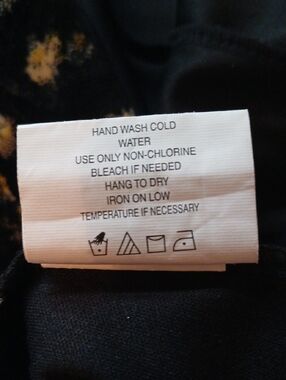 HAND WASH COLD
WATER
USE ONLY NON-CHLORINE
BLEACH IF NEEDED
HANG TO DRY
IRON ON LOW
TEMPERATURE IF NECESSARY